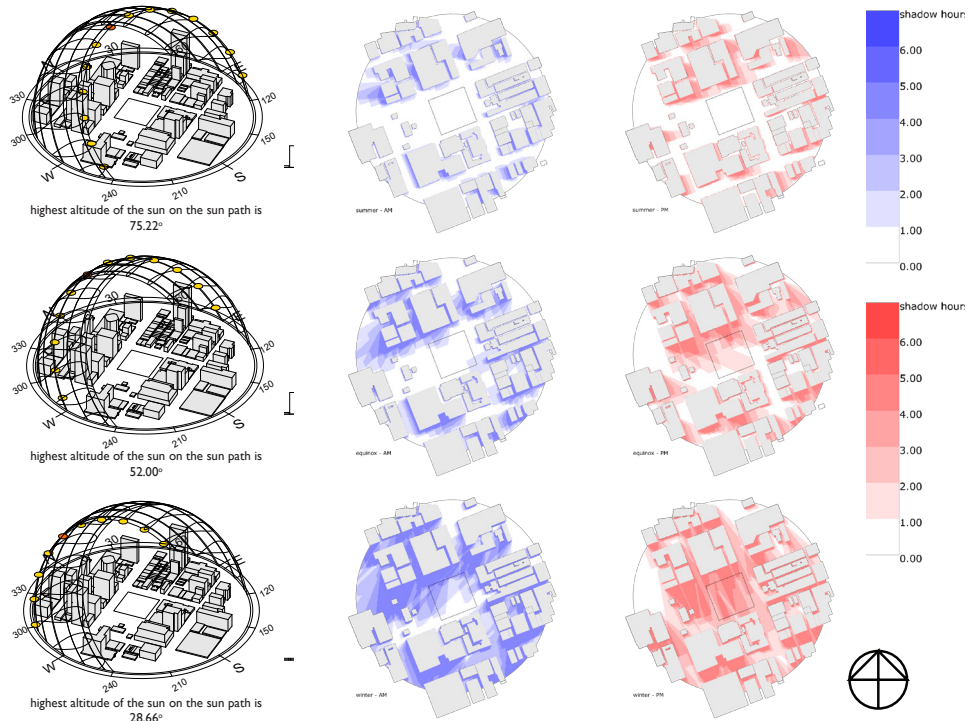 30
330
300
W
240
210
S
150
120
highest altitude of the sun on the sun path is
75.22°
summer - AM
summer - PM
shadow hours
6.00
5.00
4.00
3.00
2.00
1.00
0.00
30
330
300
W
240
210
S
150
120
highest altitude of the sun on the sun path is
52.00°
equinox - AM
equinox - PM
shadow hours
6.00
5.00
4.00
3.00
2.00
1.00
0.00
30
330
300
W
240
210
S
150
highest altitude of the sun on the sun path is
28.66°
winter - AM
winter - PM